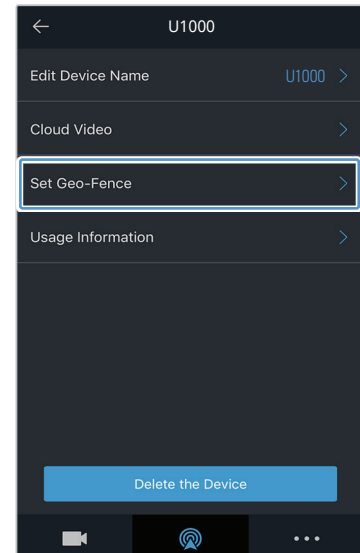 U1000
Edit Device Name U1000
Cloud Video
Set Geo-Fence
Usage Information
Delete the Device